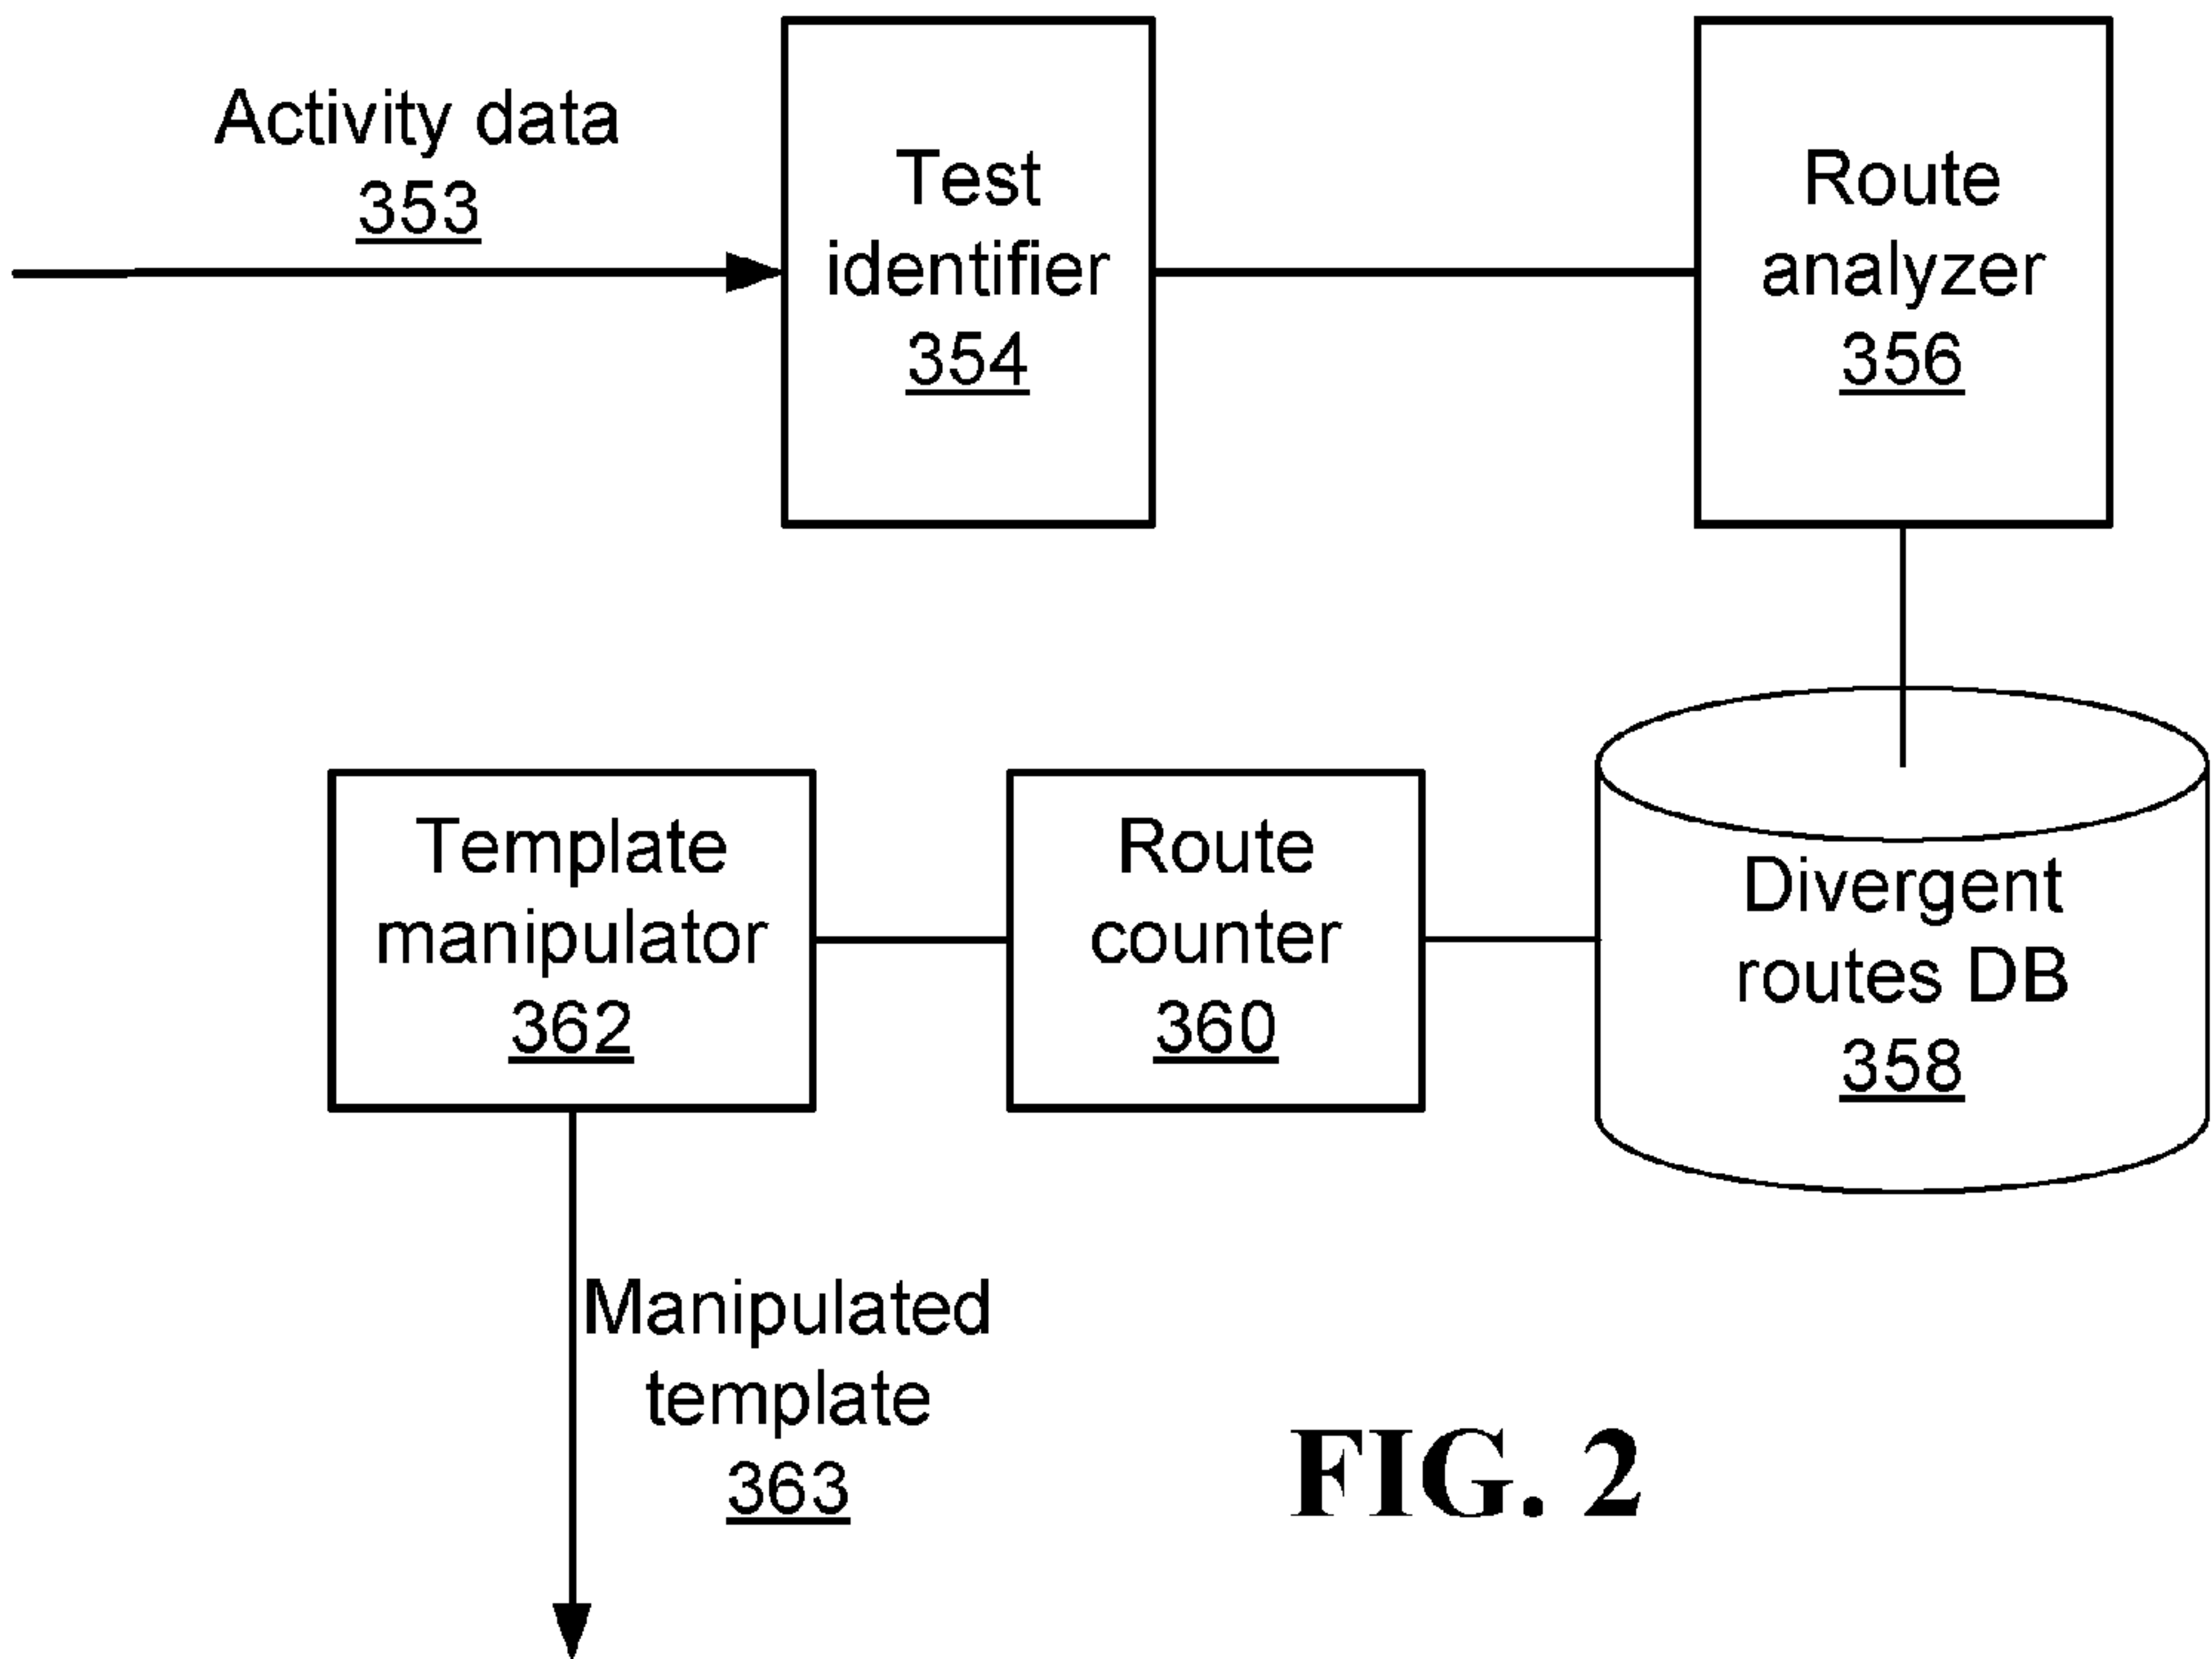 Activity data
353
Test
identifier
354
Route
analyzer
356
Template
manipulator
362
Route
counter
360
Divergent
routes DB
358
Manipulated
template
363
FIG. 2